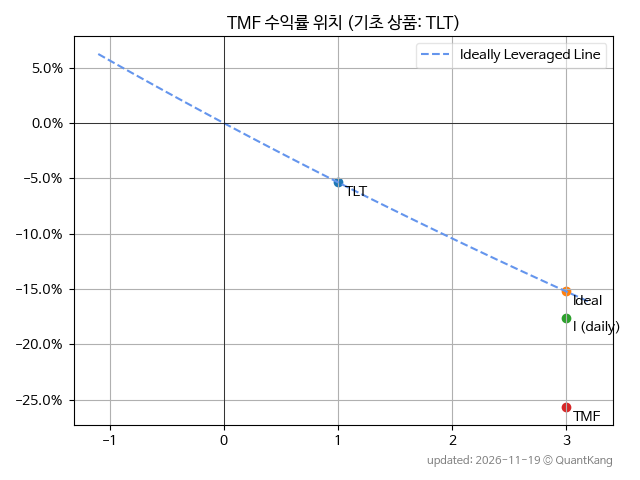 TMF 수익률 위치 (기초 상품: TLT)
Ideally Leveraged Line
5.0%
0.0%
−5.0%
−10.0%
−15.0%
−20.0%
−25.0%
TLT
Ideal
I (daily)
TMF
−1
0
1
2
3
updated: 2026-11-19 © QuantKang